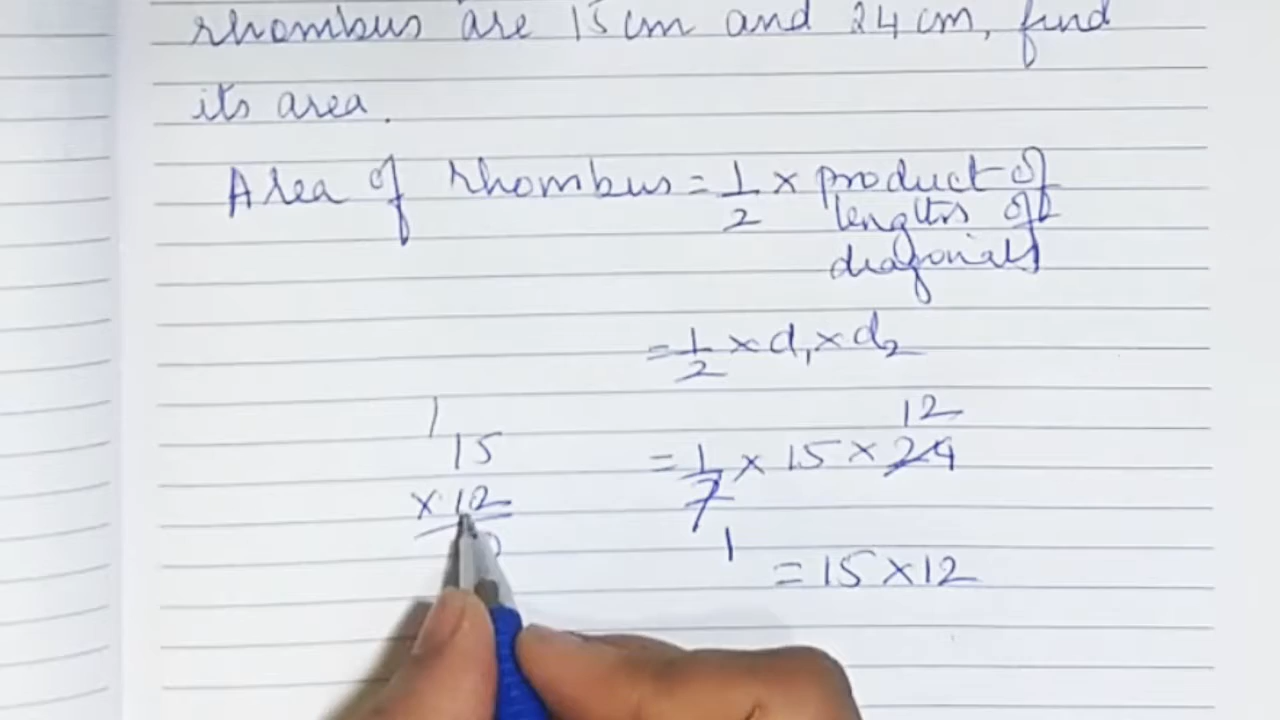 rhombus are 15 cm and 24 cm, find
its area.
Area of rhombus = 1/2 × product of
lengths of
diagonals
= 1/2 × d₁ × d₂
1
15
× 12
0
12
= 1/2 × 15 × 24
1
= 15 × 12